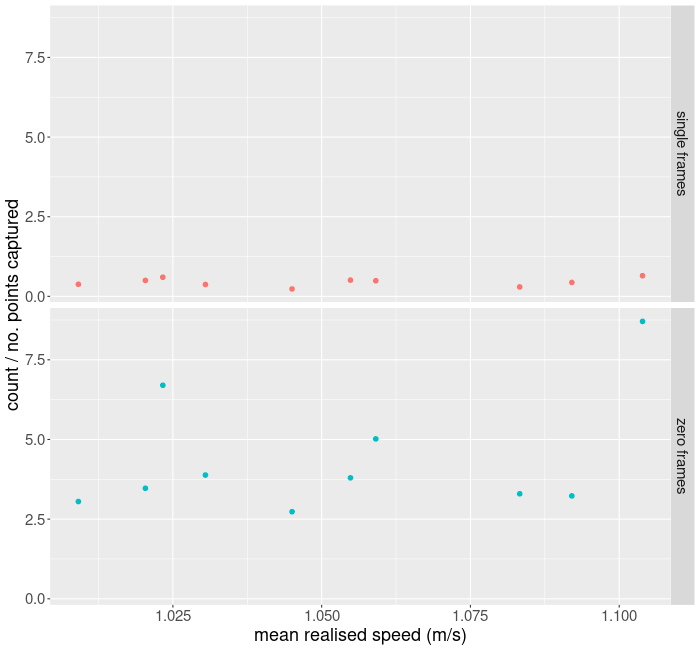 7.5
5.0
2.5
0.0
single frames
count / no. points captured
7.5
5.0
2.5
0.0
zero frames
1.025 1.050 1.075 1.100
mean realised speed (m/s)